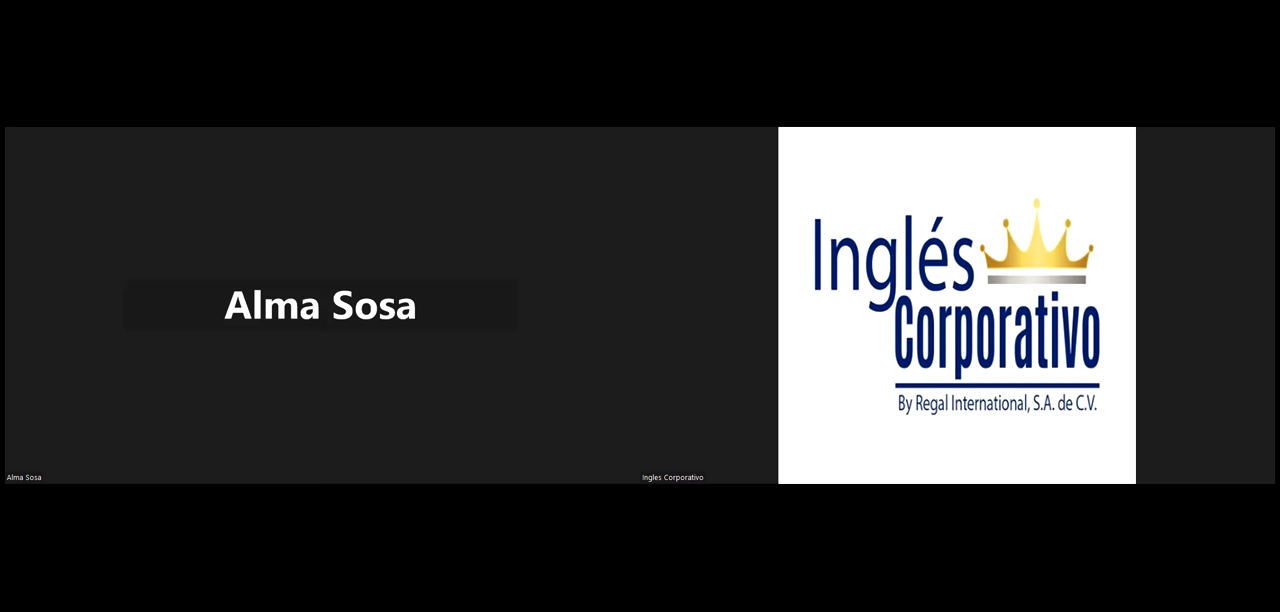 Alma Sosa
Alma Sosa
Inglés
Corporativo
By Regal International, S.A. de C.V.
Ingles Corporativo